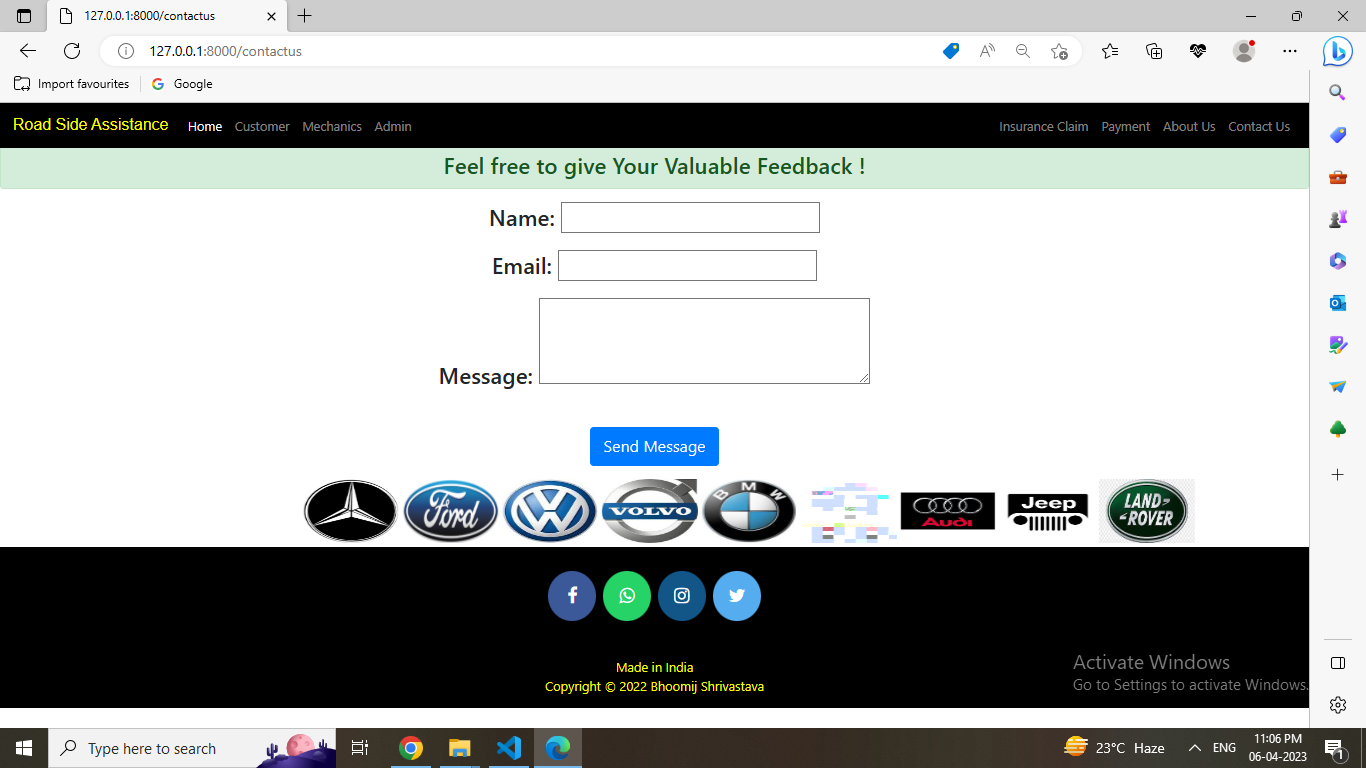 127.0.0.1:8000/contactus
127.0.0.1:8000/contactus
Import favourites
Google
Road Side Assistance Home Customer Mechanics Admin Insurance Claim Payment About Us Contact Us
Feel free to give Your Valuable Feedback !
Name:
Email:
Message:
Send Message
Ford VOLVO BMW Audi Jeep LAND-ROVER
Made in India
Copyright © 2022 Bhoomij Shrivastava
Activate Windows
Go to Settings to activate Windows.
Type here to search
23°C Haze
ENG
11:06 PM
06-04-2023
1